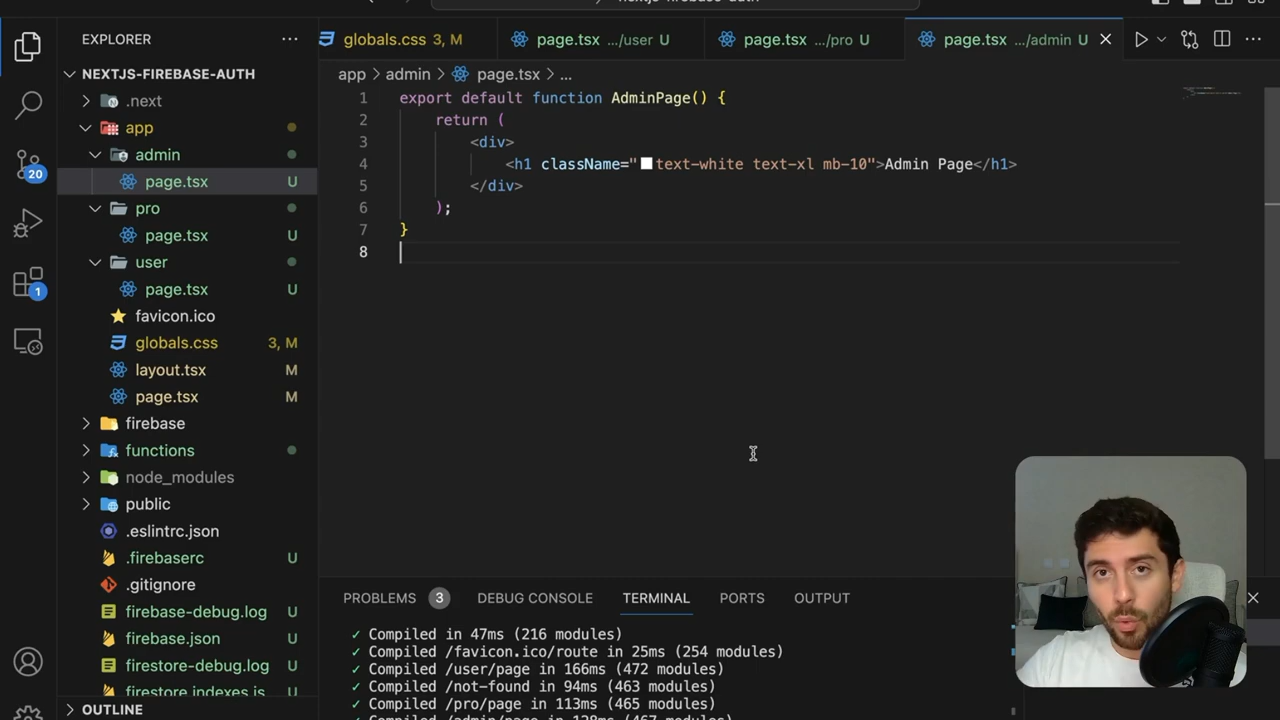 nextjs-firebase-auth
EXPLORER
globals.css 3, M
page.tsx .../user U
page.tsx .../pro U
page.tsx .../admin U
NEXTJS-FIREBASE-AUTH
.next
app
admin
page.tsx U
pro
page.tsx U
user
page.tsx U
favicon.ico
globals.css 3, M
layout.tsx M
page.tsx M
firebase
functions
node_modules
public
.eslintrc.json
.firebaserc U
.gitignore
firebase-debug.log U
firebase.json U
firestore-debug.log U
firestore.indexes.js U
OUTLINE
20
1
app > admin > page.tsx > ...
1 export default function AdminPage() {
2 return (
3 <div>
4 <h1 className="text-white text-xl mb-10">Admin Page</h1>
5 </div>
6 );
7 }
8
PROBLEMS 3 DEBUG CONSOLE TERMINAL PORTS OUTPUT
✓ Compiled in 47ms (216 modules)
✓ Compiled /favicon.ico/route in 25ms (254 modules)
✓ Compiled /user/page in 166ms (472 modules)
✓ Compiled /not-found in 94ms (463 modules)
✓ Compiled /pro/page in 113ms (465 modules)
✓ Compiled /admin/page in 128ms (467 modules)